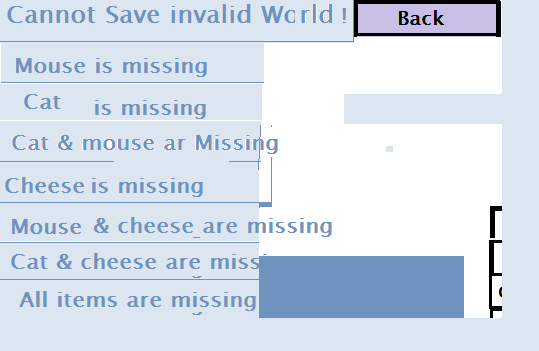 Cannot Save invalid World !
Back
Mouse is missing
Cat is missing
Cat & mouse ar Missing
Cheese is missing
Mouse & cheese are missing
Cat & cheese are miss
All items are missing